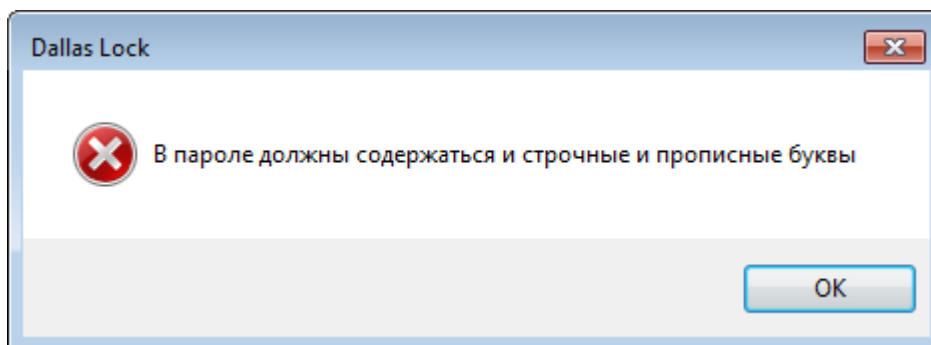 Dallas Lock
В пароле должны содержаться и строчные и прописные буквы
OK